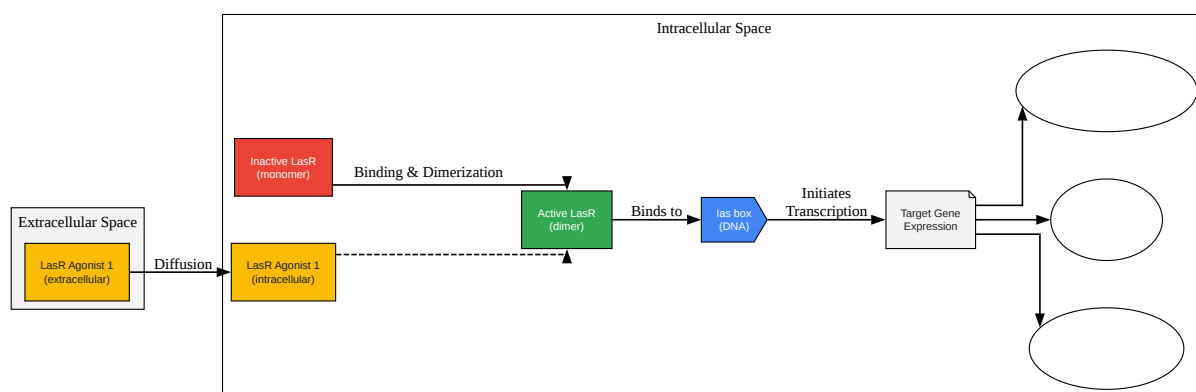 Intracellular Space
Inactive LasR
(monomer)
Binding & Dimerization
Extracellular Space
LasR Agonist 1
(extracellular)
Diffusion
LasR Agonist 1
(intracellular)
Active LasR
(dimer)
Binds to
las box
(DNA)
Initiates
Transcription
Target Gene
Expression